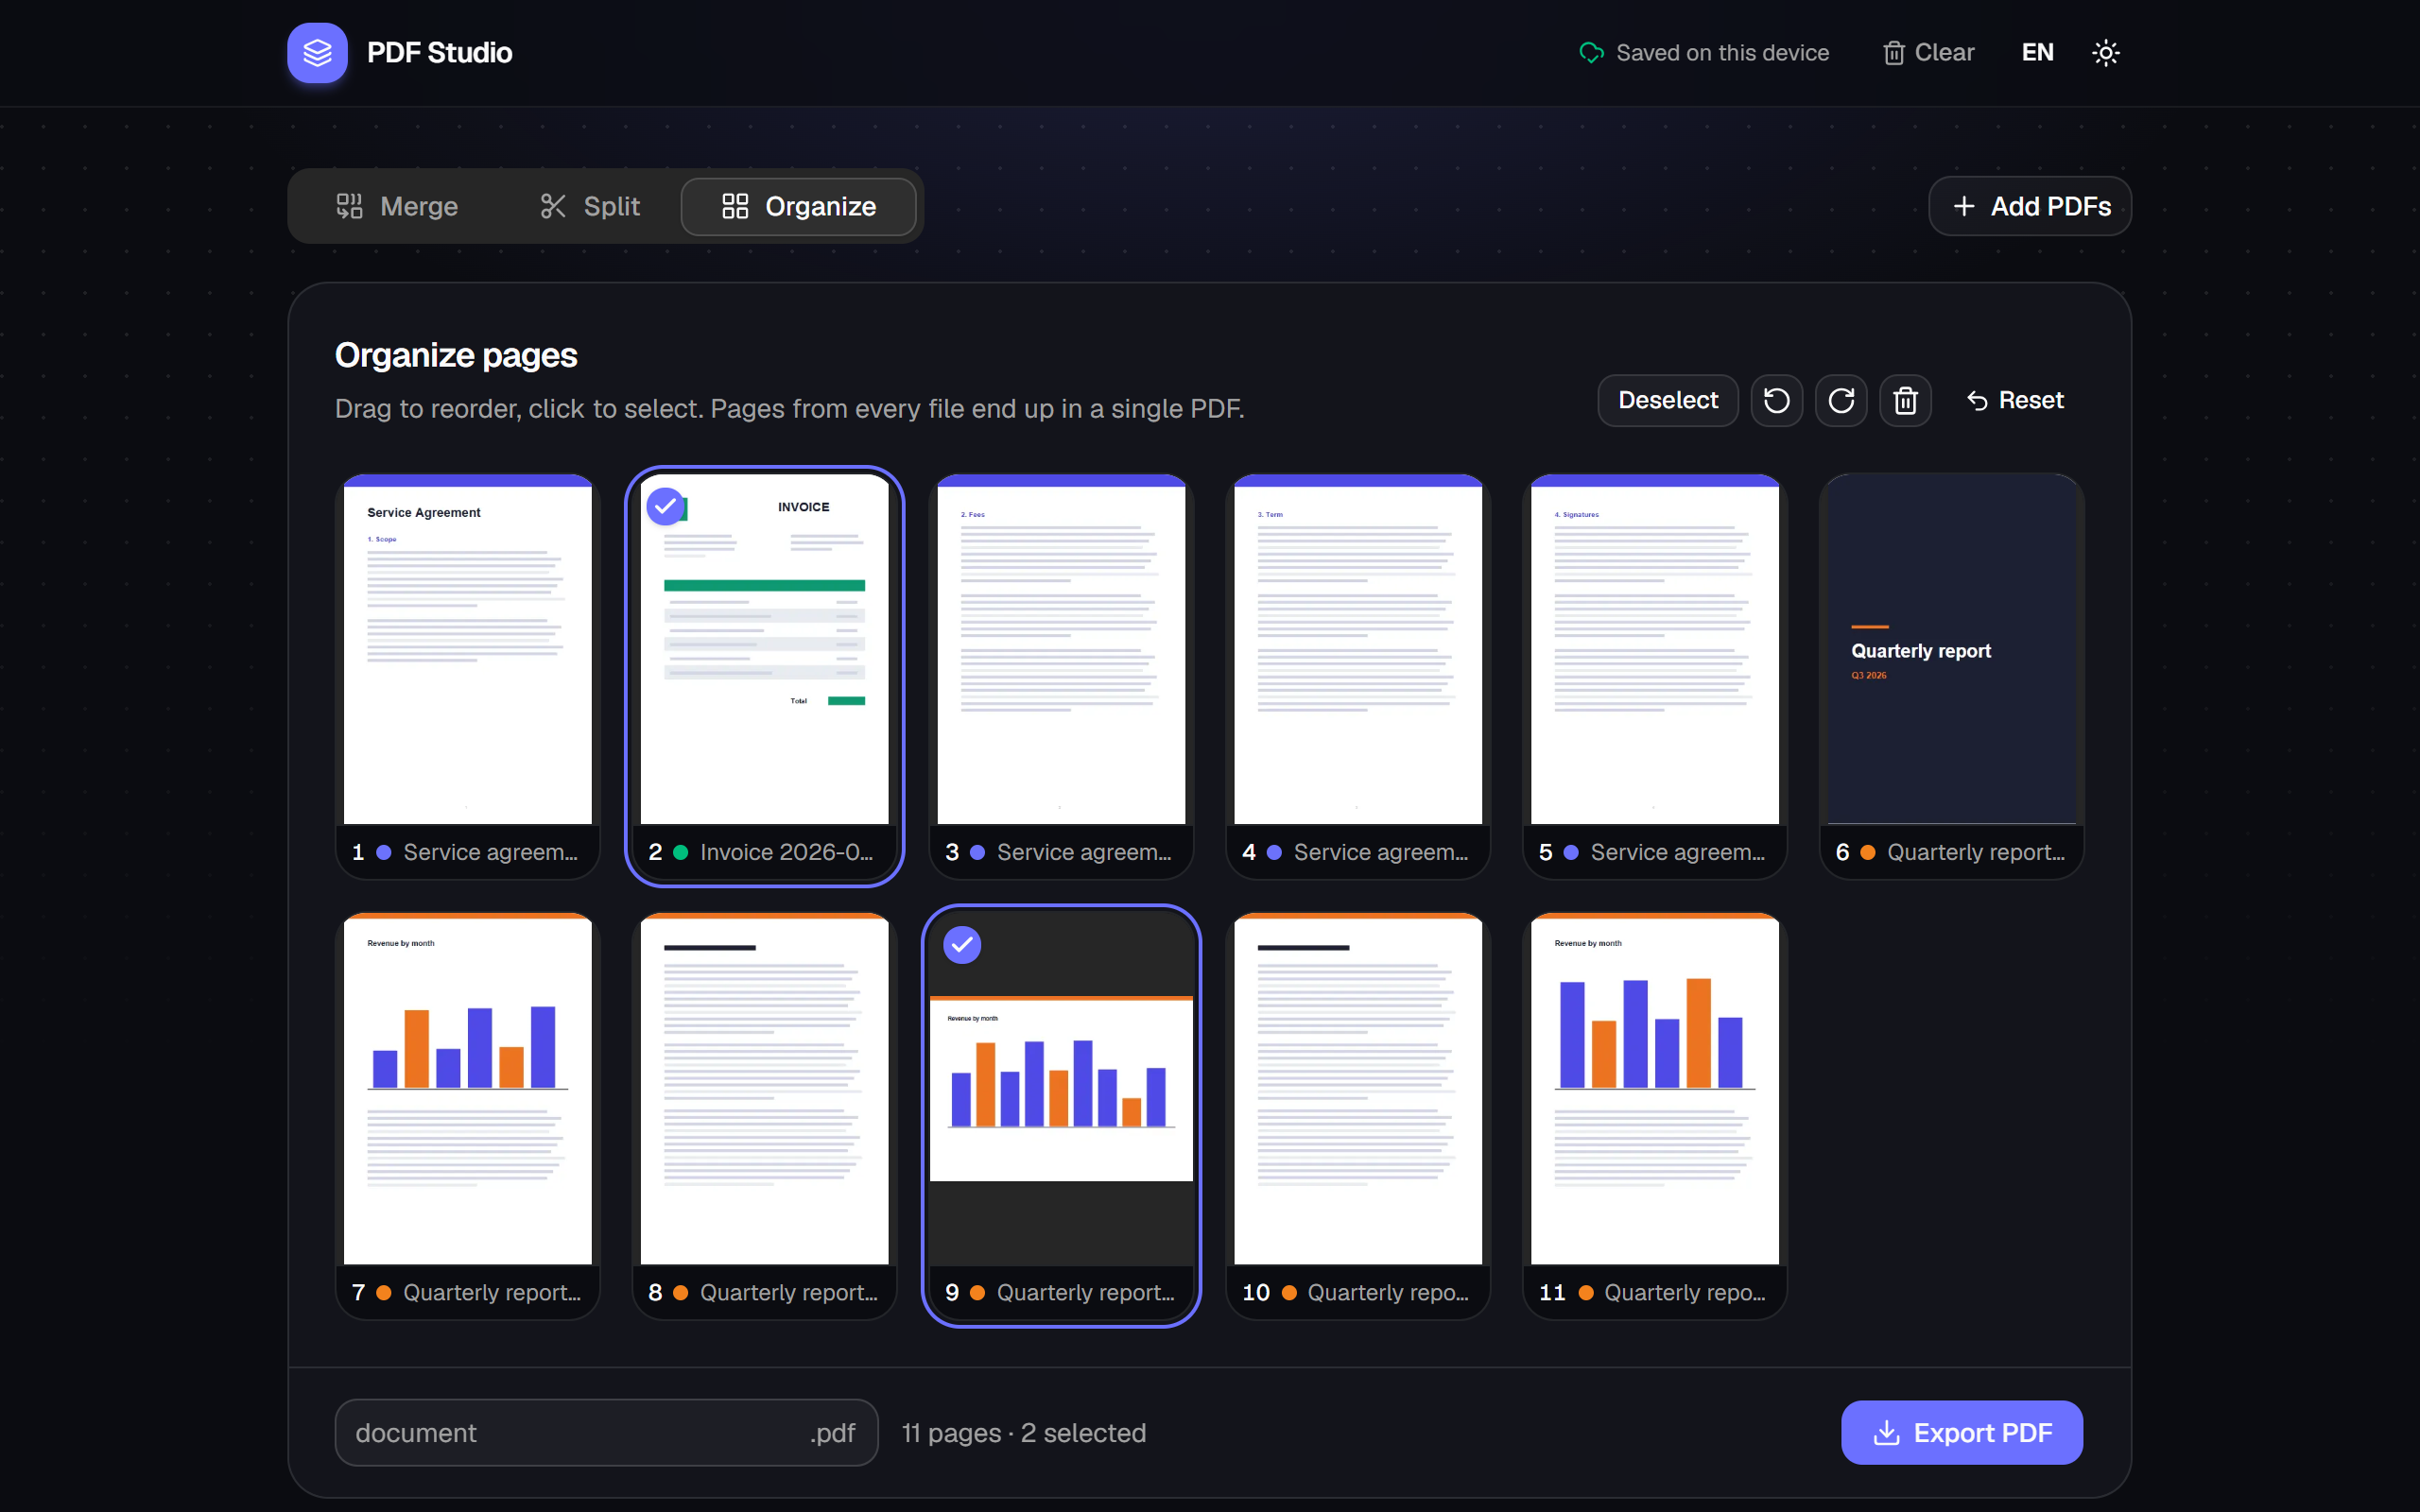 PDF Studio
Saved on this device
Clear
EN
Merge
Split
Organize
Add PDFs
Organize pages
Drag to reorder, click to select. Pages from every file end up in a single PDF.
Deselect
Reset
Service Agreement
1. Scope
1 Service agreem...
INVOICE
Total
2 Invoice 2026-0...
2. Fees
3 Service agreem...
3. Term
4 Service agreem...
4. Signatures
5 Service agreem...
Quarterly report
Q3 2026
6 Quarterly report...
Revenue by month
7 Quarterly report...
8 Quarterly report...
Revenue by month
9 Quarterly report...
10 Quarterly repo...
Revenue by month
11 Quarterly repo...
document
.pdf
11 pages · 2 selected
Export PDF